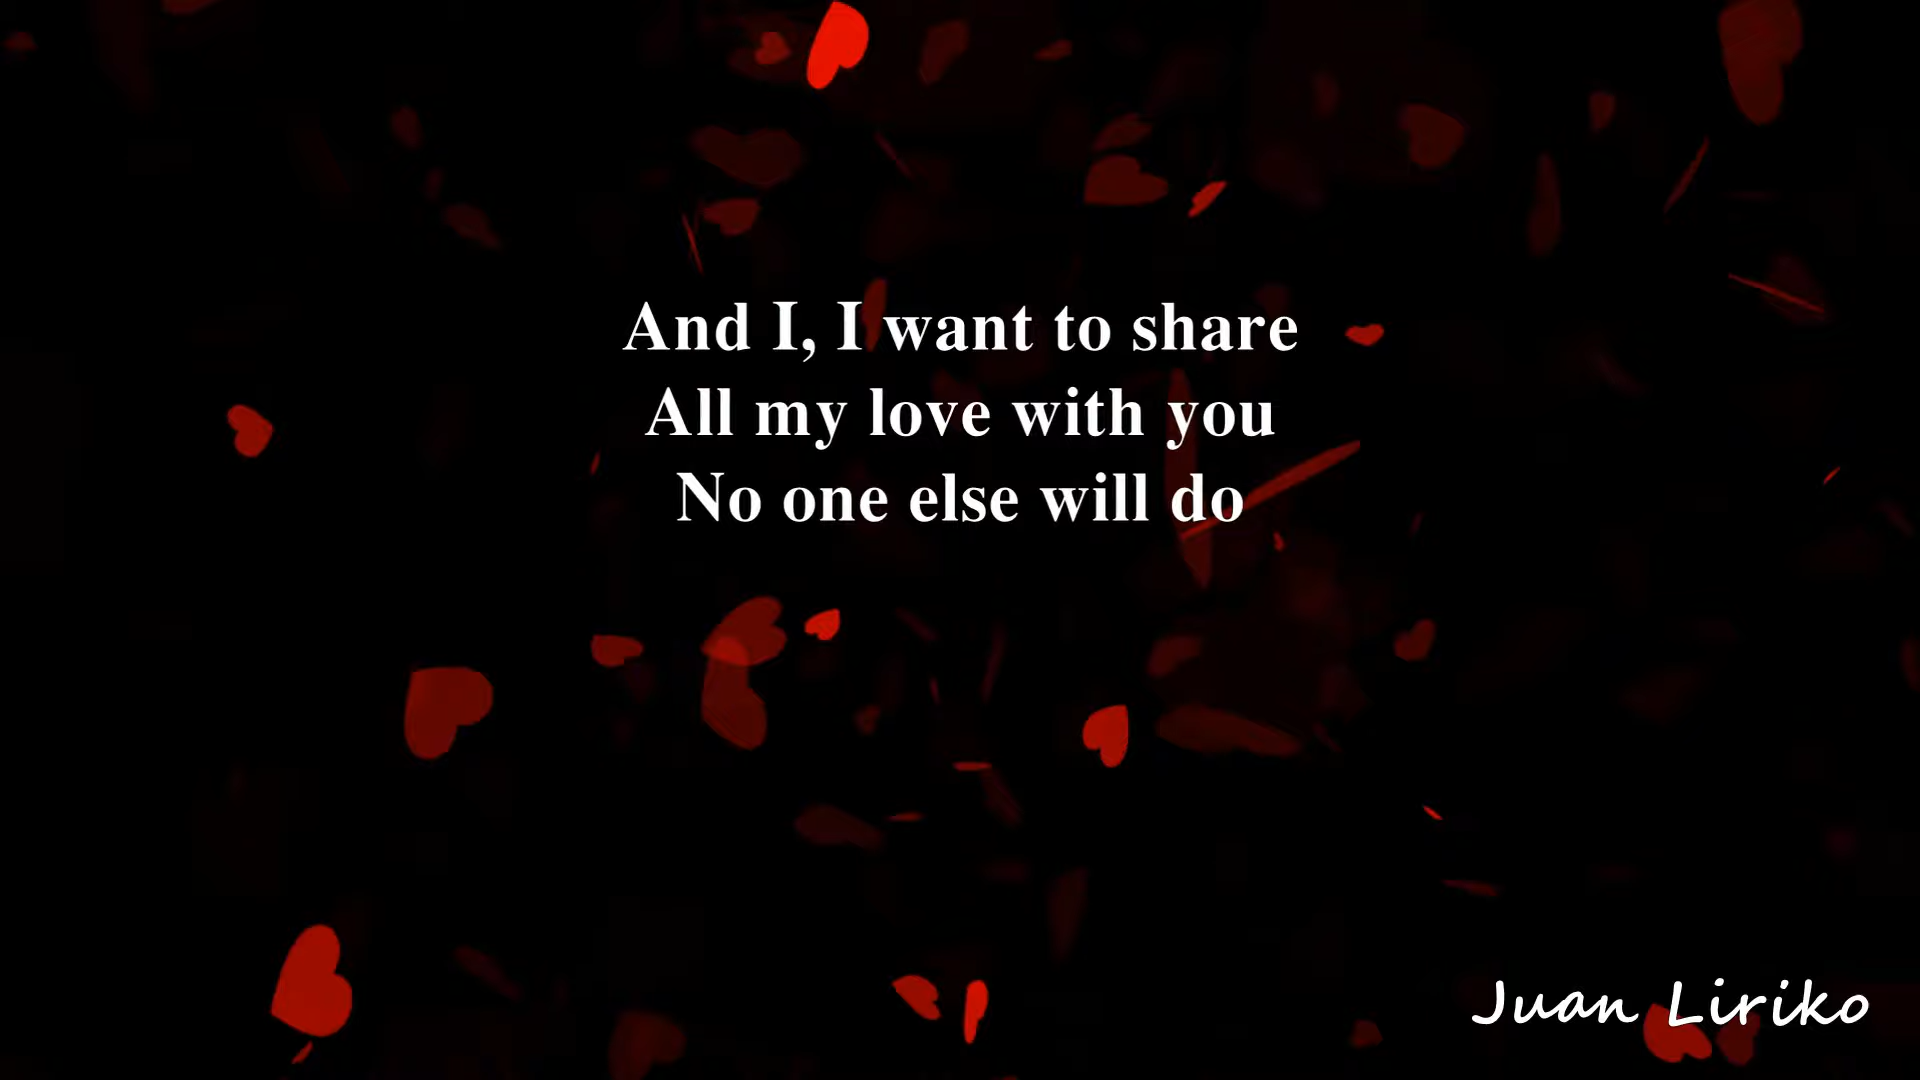 And I, I want to share
All my love with you
No one else will do
Juan Liriko